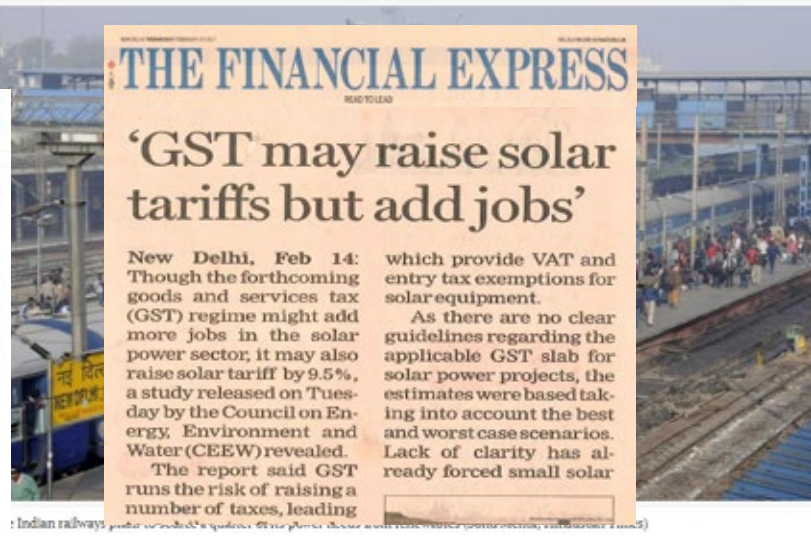 THE FINANCIAL EXPRESS
READ TO LEAD
‘GST may raise solar
tariffs but add jobs’
New Delhi, Feb 14:
Though the forthcoming
goods and services tax
(GST) regime might add
more jobs in the solar
power sector, it may also
raise solar tariff by 9.5%,
a study released on Tues-
day by the Council on En-
ergy, Environment and
Water (CEEW) revealed.
The report said GST
runs the risk of raising a
number of taxes, leading
which provide VAT and
entry tax exemptions for
solar equipment.
As there are no clear
guidelines regarding the
applicable GST slab for
solar power projects, the
estimates were based tak-
ing into account the best
and worst case scenarios.
Lack of clarity has al-
ready forced small solar
नई दिल्
NEW DELH
Indian railways